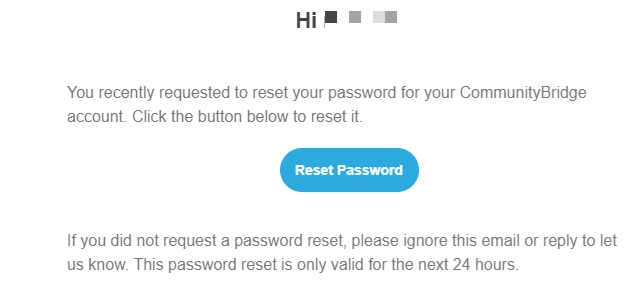 Hi
You recently requested to reset your password for your CommunityBridge
account. Click the button below to reset it.
Reset Password
If you did not request a password reset, please ignore this email or reply to let
us know. This password reset is only valid for the next 24 hours.